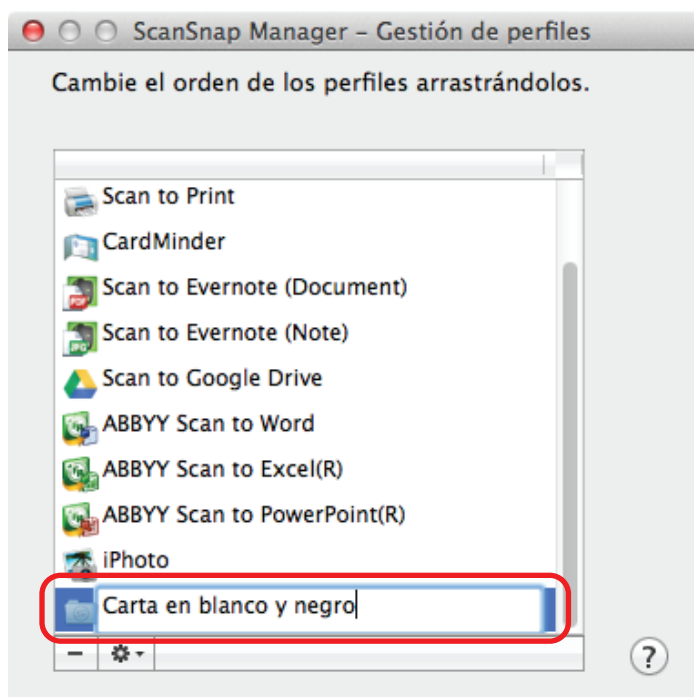 ScanSnap Manager – Gestión de perfiles
Cambie el orden de los perfiles arrastrándolos.
Scan to Print
CardMinder
Scan to Evernote (Document)
Scan to Evernote (Note)
Scan to Google Drive
ABBYY Scan to Word
ABBYY Scan to Excel(R)
ABBYY Scan to PowerPoint(R)
iPhoto
Carta en blanco y negro
?